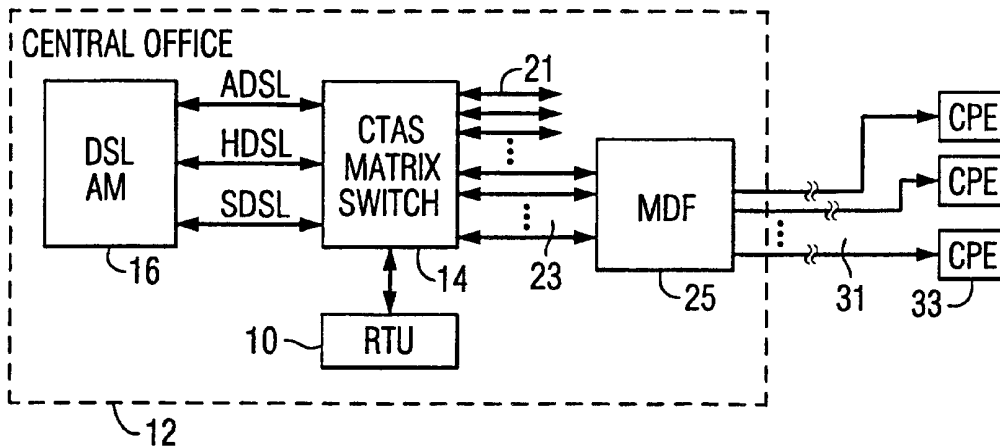 CENTRAL OFFICE
DSL
AM
16
ADSL
HDSL
SDSL
CTAS
MATRIX
SWITCH
14
21
23
10
RTU
MDF
25
31
CPE
CPE
CPE
33
12